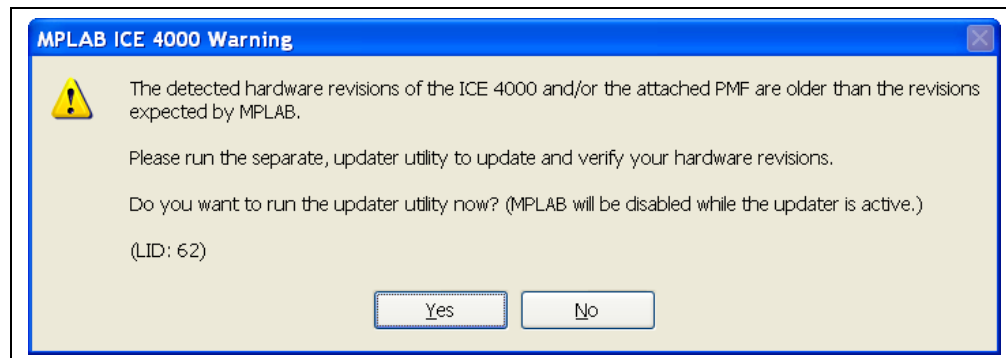 MPLAB ICE 4000 Warning
The detected hardware revisions of the ICE 4000 and/or the attached PMF are older than the revisions
expected by MPLAB.
Please run the separate, updater utility to update and verify your hardware revisions.
Do you want to run the updater utility now? (MPLAB will be disabled while the updater is active.)
(LID: 62)
Yes No